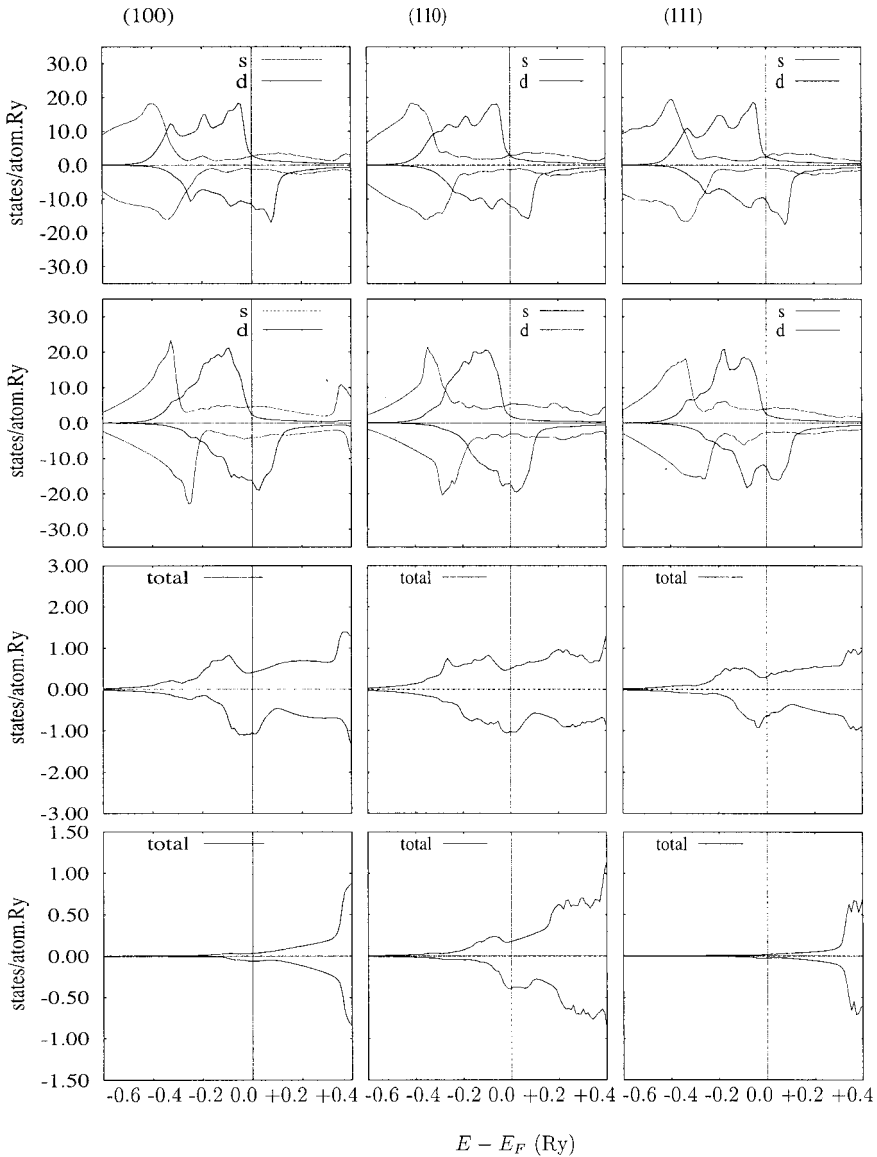 (100) (110) (111)
states/atom.Ry
30.0
20.0
10.0
0.0
-10.0
-20.0
-30.0
s
d
s
d
s
d
states/atom.Ry
30.0
20.0
10.0
0.0
-10.0
-20.0
-30.0
s
d
s
d
s
d
states/atom.Ry
3.00
2.00
1.00
0.00
-1.00
-2.00
-3.00
total
total
total
states/atom.Ry
1.50
1.00
0.50
0.00
-0.50
-1.00
-1.50
total
total
total
-0.6 -0.4 -0.2 0.0 +0.2 +0.4 -0.6 -0.4 -0.2 0.0 +0.2 +0.4 -0.6 -0.4 -0.2 0.0 +0.2 +0.4
E − E_F (Ry)